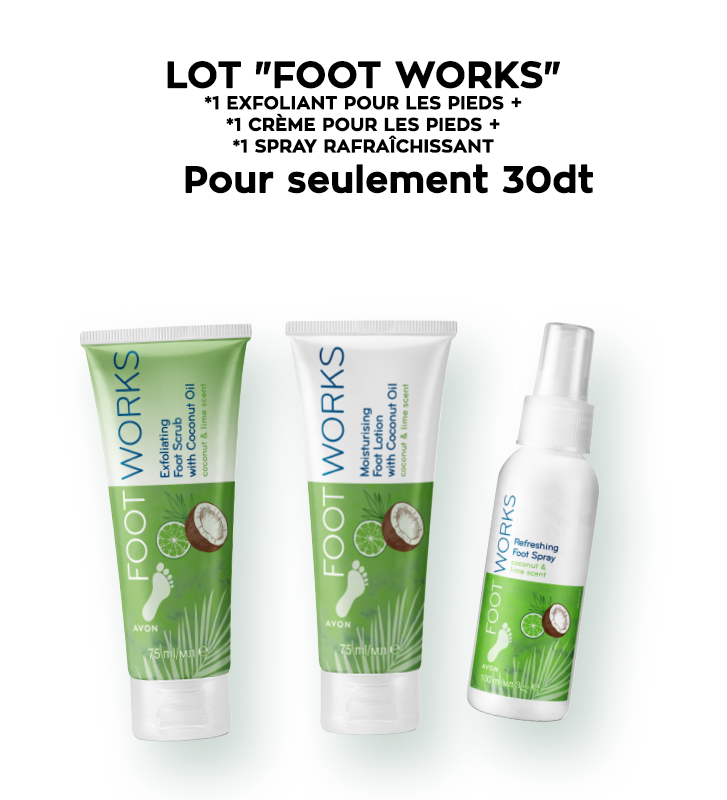 LOT "FOOT WORKS"
*1 EXFOLIANT POUR LES PIEDS +
*1 CRÈME POUR LES PIEDS +
*1 SPRAY RAFRAÎCHISSANT
Pour seulement 30dt
FOOT WORKS
Exfoliating
Foot Scrub
with Coconut Oil
coconut & lime scent
AVON
75 ml/мл ℮
FOOT WORKS
Moisturising
Foot Lotion
with Coconut Oil
coconut & lime scent
AVON
75 ml/мл ℮
FOOT WORKS
Refreshing
Foot Spray
coconut &
lime scent
AVON
100 ml/мл ℮